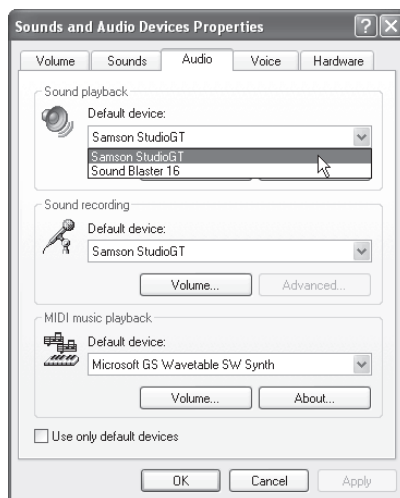 Sounds and Audio Devices Properties
Volume Sounds Audio Voice Hardware
Sound playback
Default device:
Samson StudioGT
Samson StudioGT
Sound Blaster 16
Sound recording
Default device:
Samson StudioGT
Volume... Advanced...
MIDI music playback
Default device:
Microsoft GS Wavetable SW Synth
Volume... About...
Use only default devices
OK Cancel Apply